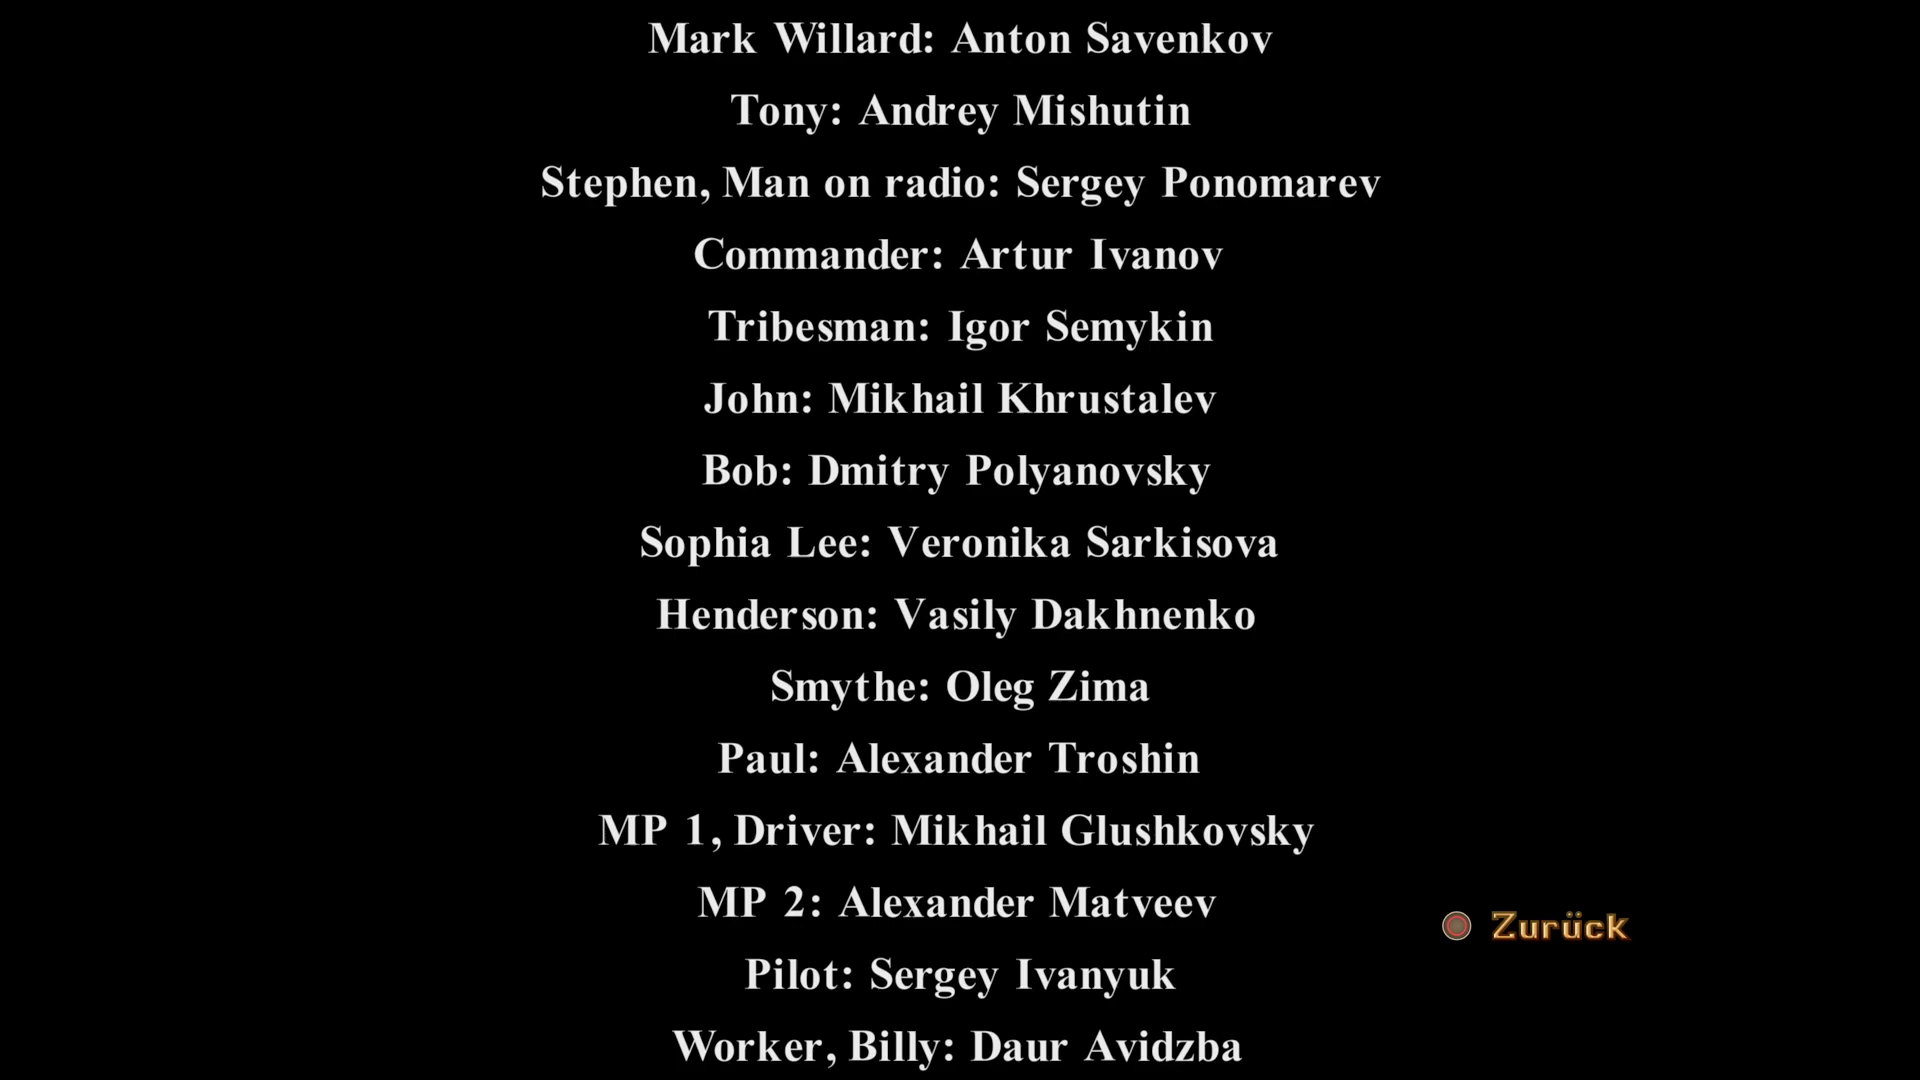 Mark Willard: Anton Savenkov
Tony: Andrey Mishutin
Stephen, Man on radio: Sergey Ponomarev
Commander: Artur Ivanov
Tribesman: Igor Semykin
John: Mikhail Khrustalev
Bob: Dmitry Polyanovsky
Sophia Lee: Veronika Sarkisova
Henderson: Vasily Dakhnenko
Smythe: Oleg Zima
Paul: Alexander Troshin
MP 1, Driver: Mikhail Glushkovsky
MP 2: Alexander Matveev
Zurück
Pilot: Sergey Ivanyuk
Worker, Billy: Daur Avidzba